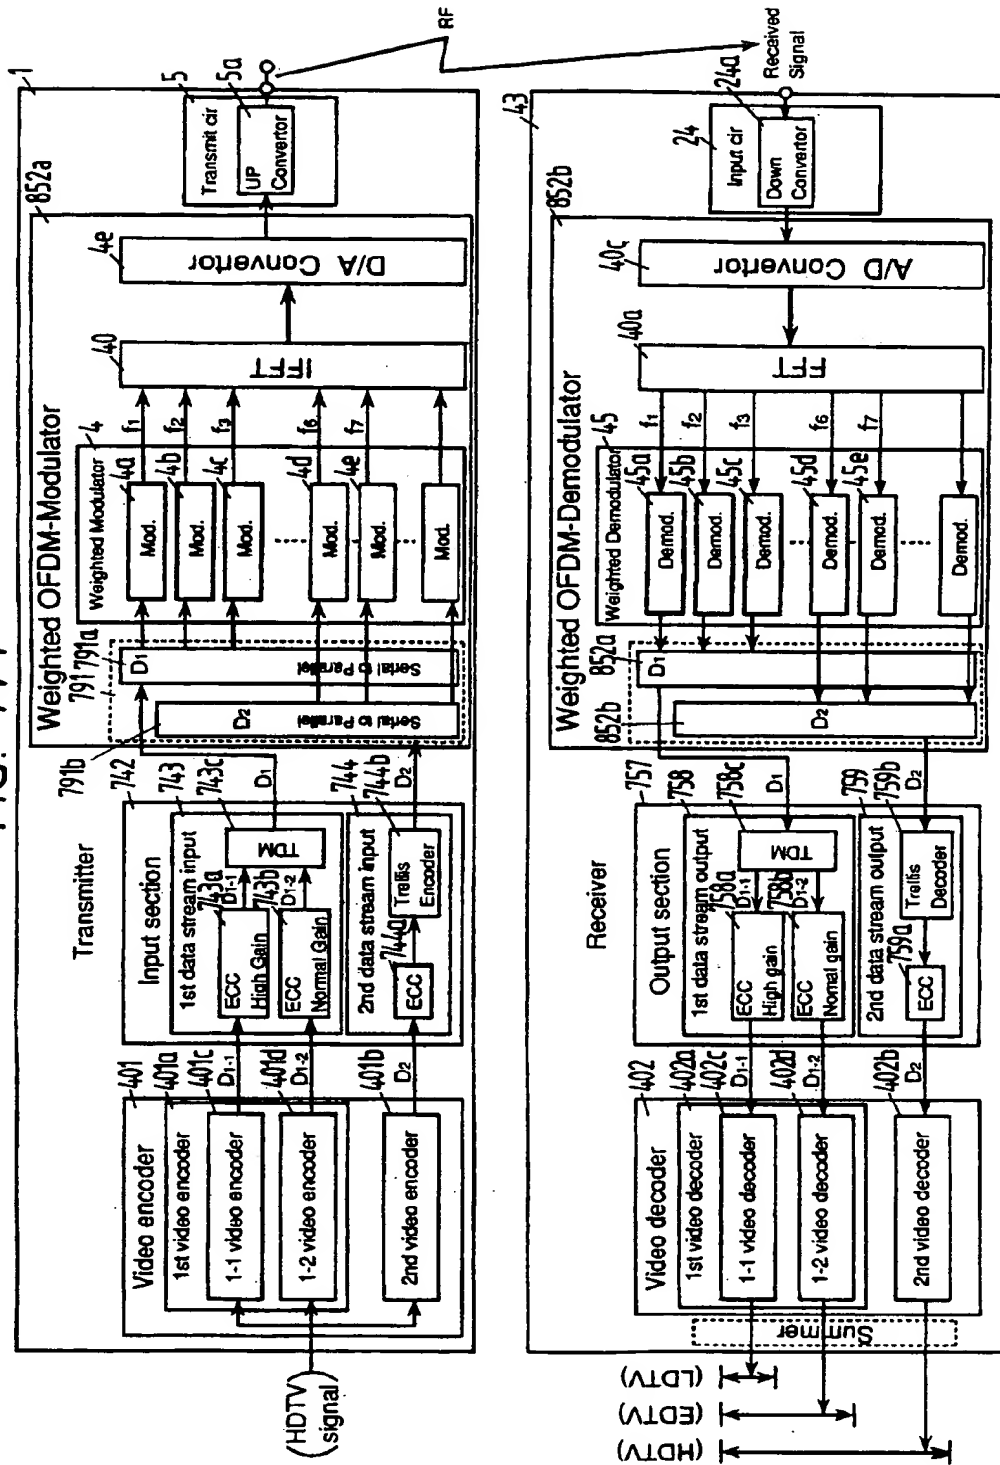 Transmitter
1
(HDTV
signal)
Video encoder
401
1st video encoder
401a
1-1 video encoder
401c
1-2 video encoder
401d
2nd video encoder
401b
D1-1
D1-2
D2
Input section
742
1st data stream input
743
ECC
High Gain
743a
D1-1
ECC
Normal Gain
743b
D1-2
TDM
743c
2nd data stream input
744
ECC
744a
Trellis
Encoder
744b
D1
D2
Weighted OFDM-Modulator
852a
791
791a
D1
Serial to Parallel
791b
D2
Serial to Parallel
Weighted Modulator
4
Mod.
4a
Mod.
4b
Mod.
4c
Mod.
4d
Mod.
4e
Mod.
f1
f2
f3
f6
f7
IFFT
40
D/A Convertor
4e
Transmit cir
5
UP
Convertor
5a
RF
Receiver
43
Received
Signal
Input cir
24
Down
Convertor
24a
Weighted OFDM-Demodulator
852b
A/D Convertor
40c
FFT
40a
f1
f2
f3
f6
f7
Weighted Demodulator
45
Demod.
45a
Demod.
45b
Demod.
45c
Demod.
45d
Demod.
45e
Demod.
852a
D1
852b
D2
D1
D2
Output section
757
1st data stream output
758
TDM
758c
D1-1
ECC
High gain
758a
D1-2
ECC
Normal gain
758b
2nd data stream output
759
Trellis
Decoder
759b
ECC
759a
D1-1
D1-2
D2
Video decoder
402
1st video decoder
402a
1-1 video decoder
402c
1-2 video decoder
402d
2nd video decoder
402b
Summer
(LDTV)
(EDTV)
(HDTV)